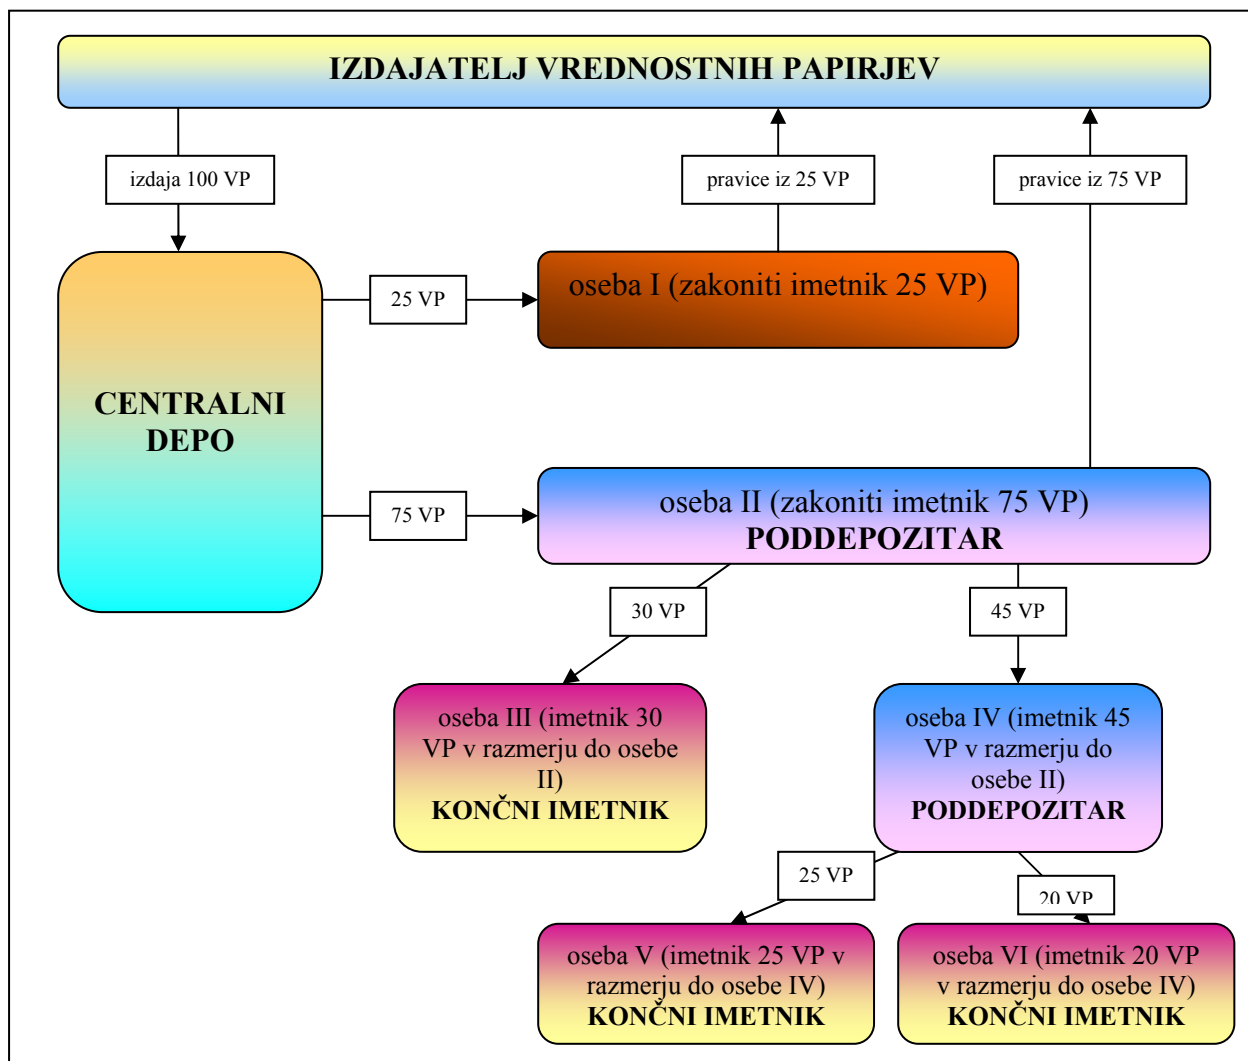 IZDAJATELJ VREDNOSTNIH PAPIRJEV
izdaja 100 VP
pravice iz 25 VP
pravice iz 75 VP
CENTRALNI
DEPO
25 VP
oseba I (zakoniti imetnik 25 VP)
75 VP
oseba II (zakoniti imetnik 75 VP)
PODDEPOZITAR
30 VP
45 VP
oseba III (imetnik 30
VP v razmerju do osebe
II)
KONČNI IMETNIK
oseba IV (imetnik 45
VP v razmerju do
osebe II)
PODDEPOZITAR
25 VP
20 VP
oseba V (imetnik 25 VP v
razmerju do osebe IV)
KONČNI IMETNIK
oseba VI (imetnik 20 VP
v razmerju do osebe IV)
KONČNI IMETNIK